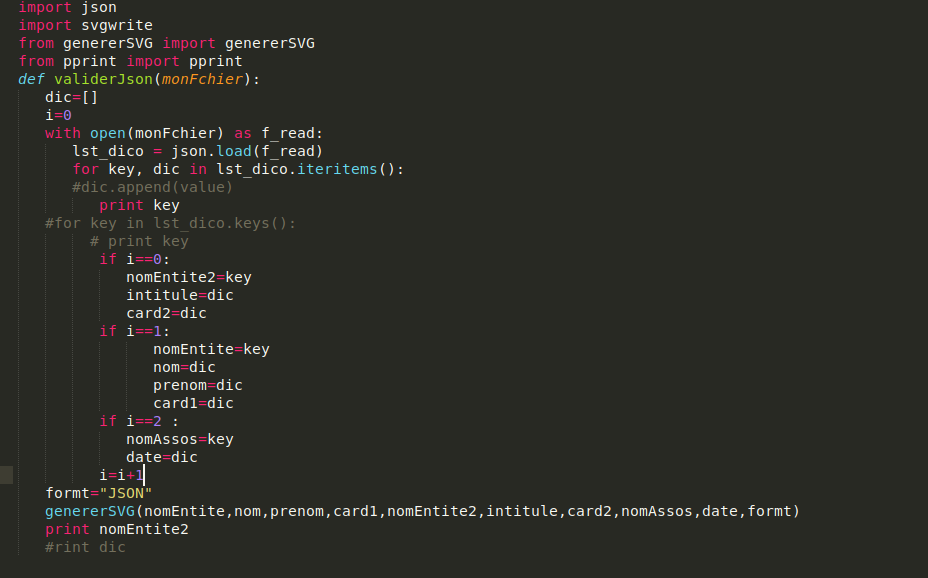 import json
import svgwrite
from genererSVG import genererSVG
from pprint import pprint
def validerJson(monFchier):
   dic=[]
   i=0
   with open(monFchier) as f_read:
      lst_dico = json.load(f_read)
      for key, dic in lst_dico.iteritems():
      #dic.append(value)
         print key
   #for key in lst_dico.keys():
        # print key
         if i==0:
            nomEntite2=key
            intitule=dic
            card2=dic
         if i==1:
               nomEntite=key
               nom=dic
               prenom=dic
               card1=dic
         if i==2 :
            nomAssos=key
            date=dic
         i=i+1
   formt="JSON"
   genererSVG(nomEntite,nom,prenom,card1,nomEntite2,intitule,card2,nomAssos,date,formt)
   print nomEntite2
   #rint dic